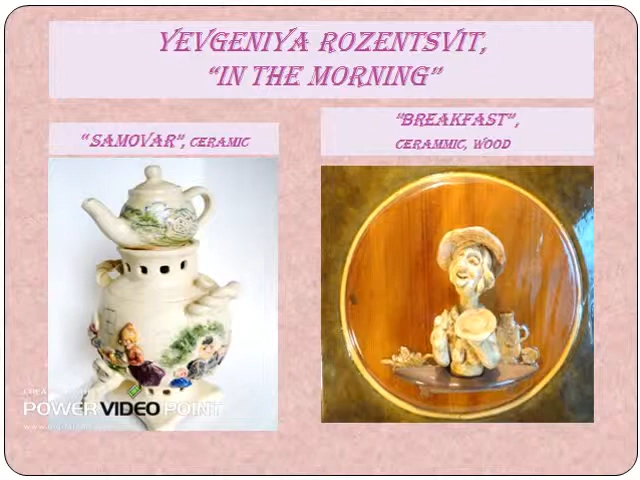 YEVGENIYA ROZENTSVIT,
“IN THE MORNING”
“SAMOVAR”, CERAMIC
“BREAKFAST”,
CERAMMIC, WOOD
POWER VIDEO POINT